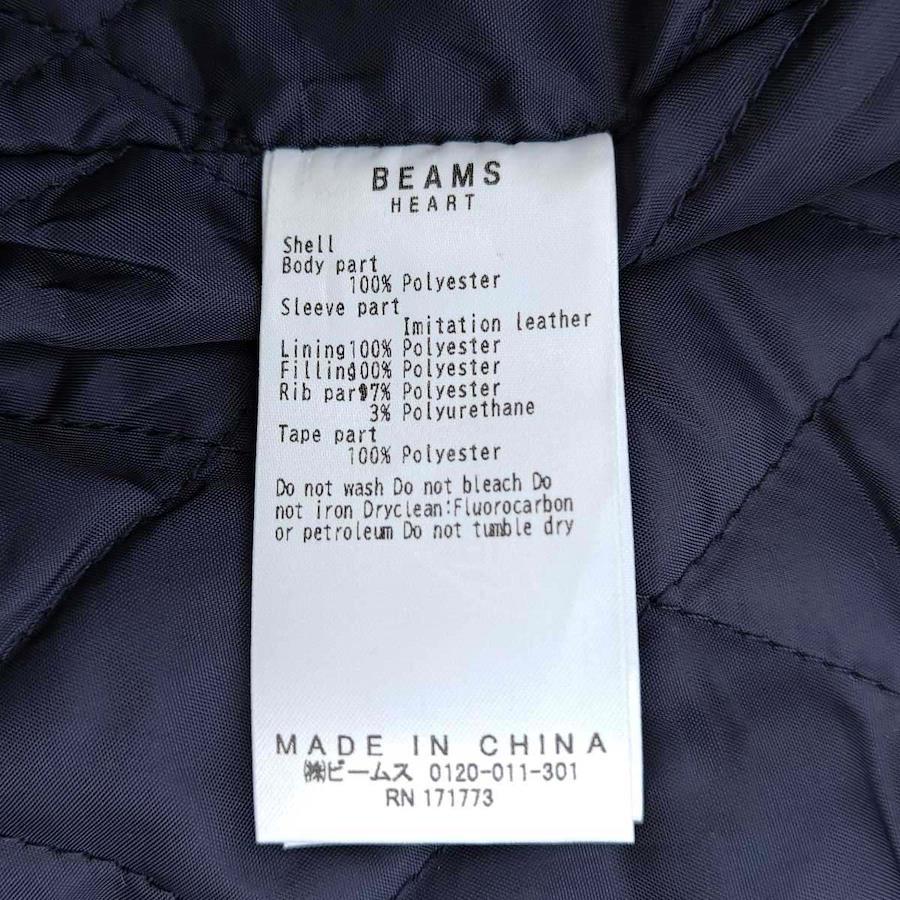 BEAMS
HEART
Shell
Body part
100% Polyester
Sleeve part
Imitation leather
Lining100% Polyester
Filling100% Polyester
Rib part97% Polyester
3% Polyurethane
Tape part
100% Polyester
Do not wash Do not bleach Do
not iron Dryclean:Fluorocarbon
or petroleum Do not tumble dry
MADE IN CHINA
㈱ビームス 0120-011-301
RN 171773